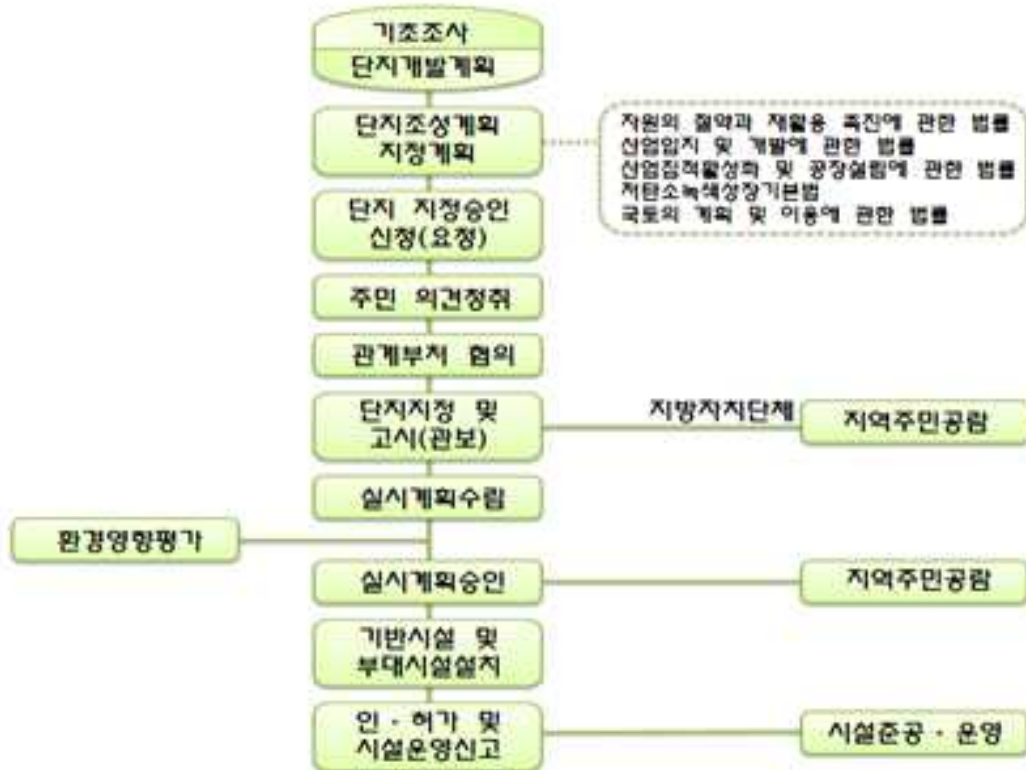 기초조사
단지개발계획
단지조성계획
지정계획
자원의 절약과 재활용 촉진에 관한 법률
산업입지 및 개발에 관한 법률
산업집적활성화 및 공장설립에 관한 법률
저탄소녹색성장기본법
국토의 계획 및 이용에 관한 법률
단지 지정승인
신청(요청)
주민 의견청취
관계부처 협의
단지지정 및
고시(관보)
지방자치단체
지역주민공람
실시계획수립
환경영향평가
실시계획승인
지역주민공람
기반시설 및
부대시설설치
인·허가 및
시설운영신고
시설준공·운영